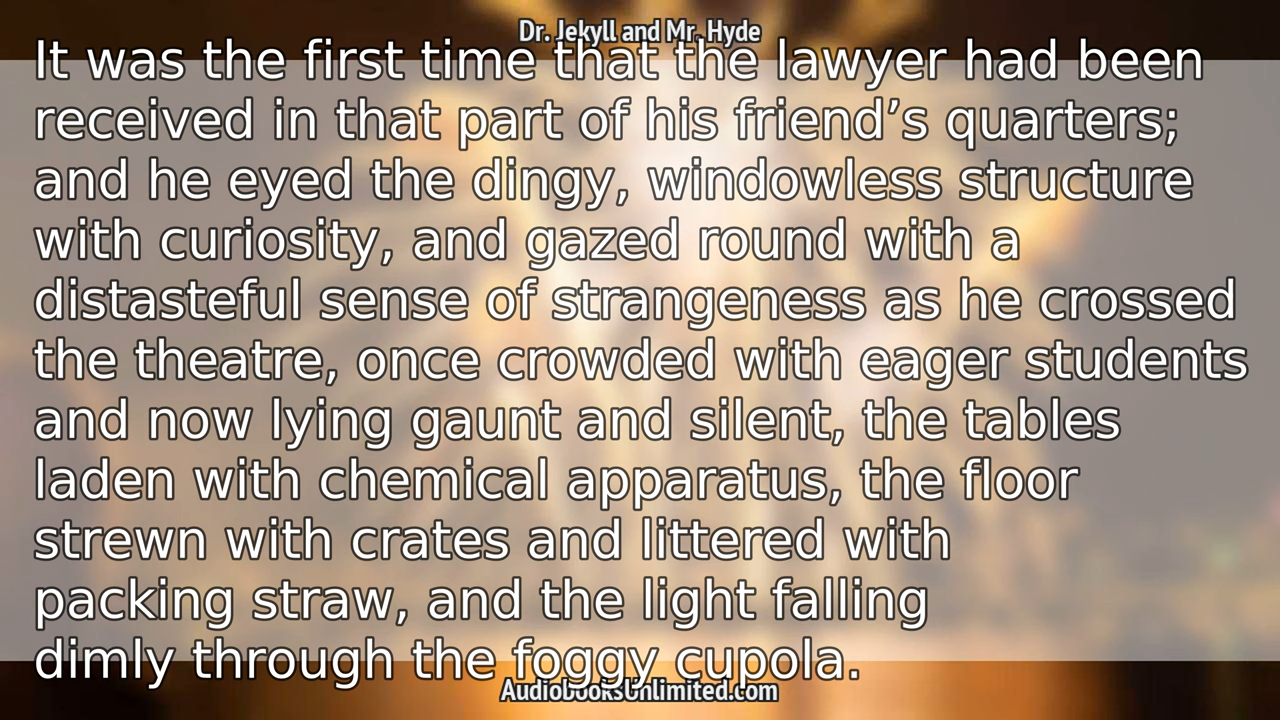 Dr. Jekyll and Mr. Hyde
It was the first time that the lawyer had been
received in that part of his friend’s quarters;
and he eyed the dingy, windowless structure
with curiosity, and gazed round with a
distasteful sense of strangeness as he crossed
the theatre, once crowded with eager students
and now lying gaunt and silent, the tables
laden with chemical apparatus, the floor
strewn with crates and littered with
packing straw, and the light falling
dimly through the foggy cupola.
AudiobooksUnlimited.com